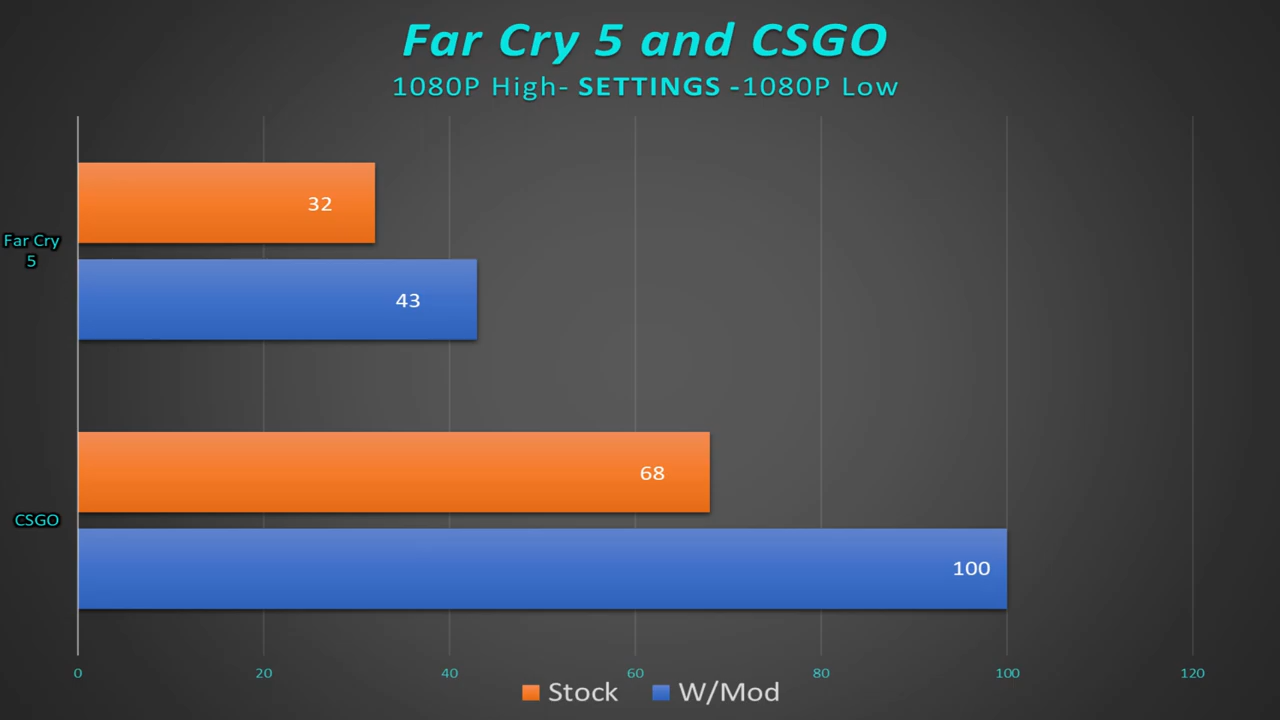 Far Cry 5 and CSGO
1080P High- SETTINGS -1080P Low
32
Far Cry
5
43
68
CSGO
100
0 20 40 60 80 100 120
Stock W/Mod